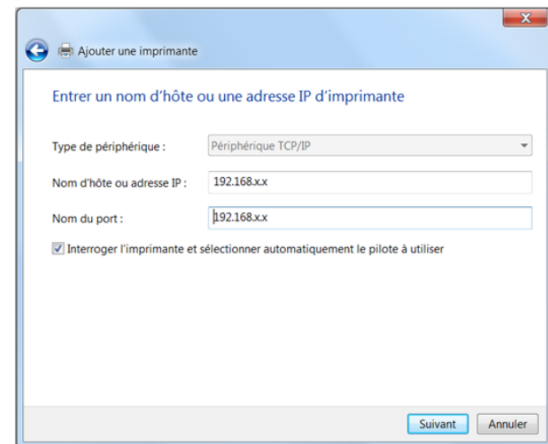 Ajouter une imprimante
Entrer un nom d'hôte ou une adresse IP d'imprimante
Type de périphérique : Périphérique TCP/IP
Nom d'hôte ou adresse IP : 192.168.x.x
Nom du port : 192.168.x.x
Interroger l'imprimante et sélectionner automatiquement le pilote à utiliser
Suivant Annuler